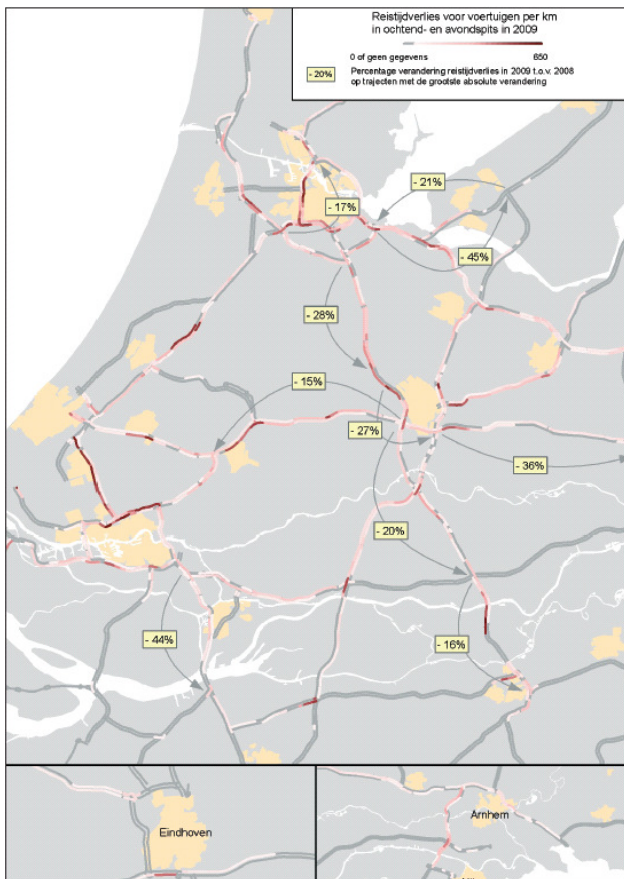 Reistijdverlies voor voertuigen per km
in ochtend- en avondspits in 2009
0 of geen gegevens 650
- 20% Percentage verandering reistijdverlies in 2009 t.o.v. 2008
op trajecten met de grootste absolute verandering
- 21%
- 17%
- 45%
- 28%
- 15%
- 27%
- 36%
- 20%
- 44%
- 16%
Arnhem
Eindhoven